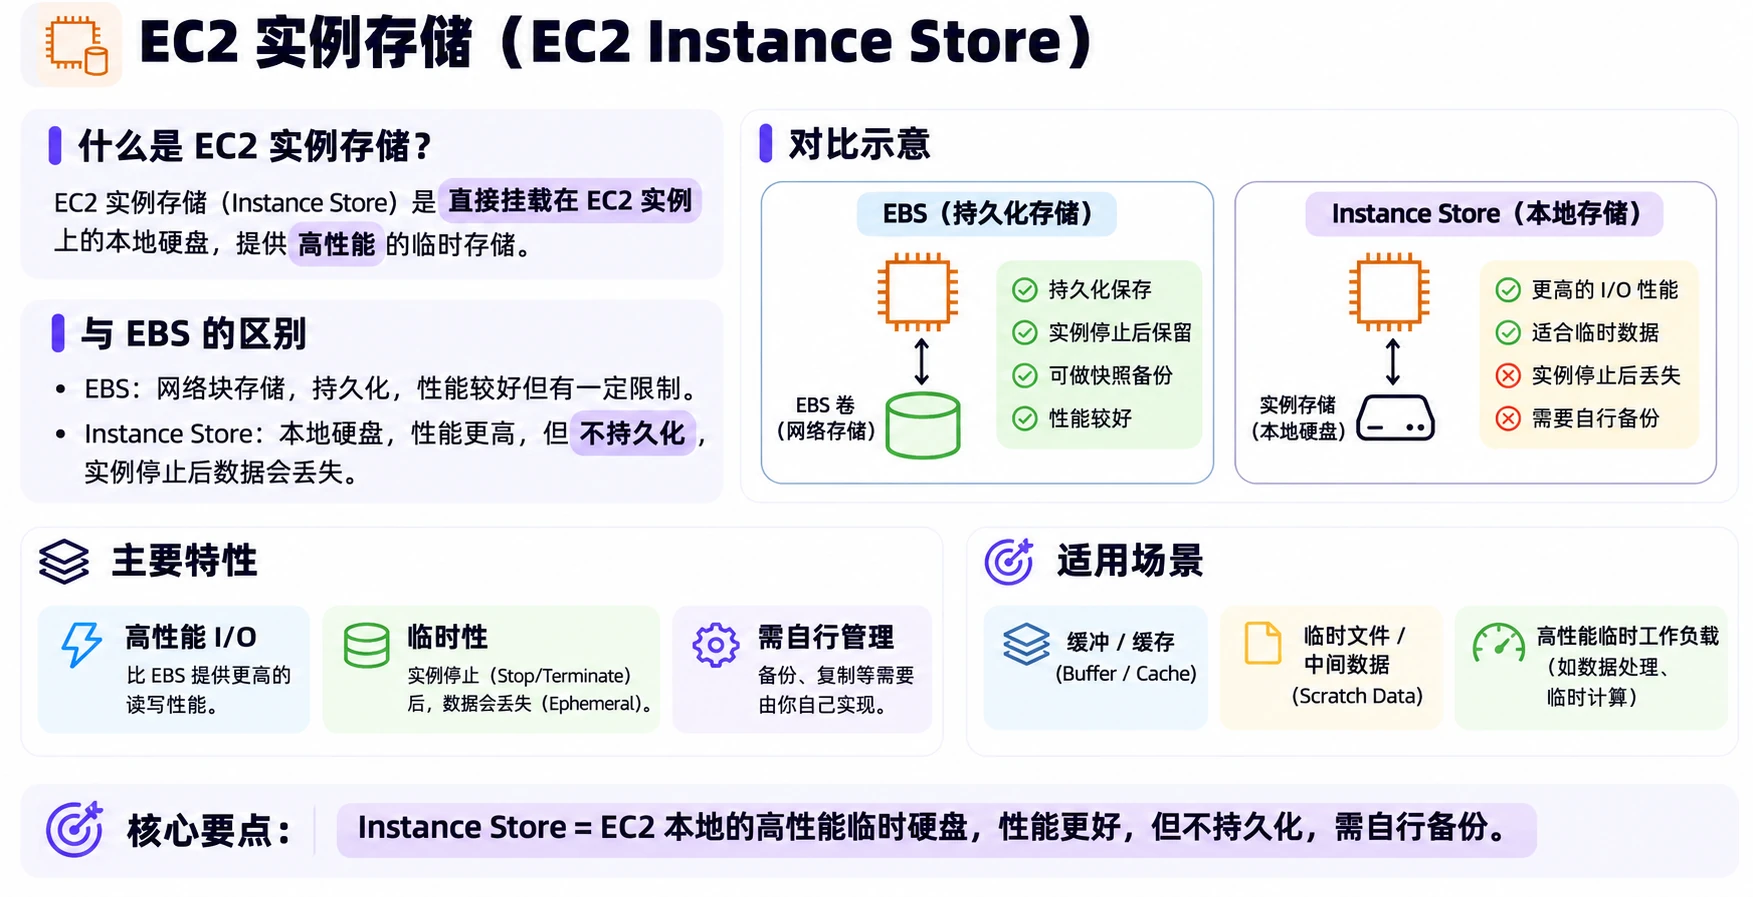 EC2 实例存储（EC2 Instance Store）
什么是 EC2 实例存储？
EC2 实例存储（Instance Store）是 直接挂载在 EC2 实例
上的本地硬盘，提供 高性能 的临时存储。
与 EBS 的区别
• EBS：网络块存储，持久化，性能较好但有一定限制。
• Instance Store：本地硬盘，性能更高，但 不持久化，
实例停止后数据会丢失。
对比示意
EBS（持久化存储）
EBS 卷
（网络存储）
持久化保存
实例停止后保留
可做快照备份
性能较好
Instance Store（本地存储）
实例存储
（本地硬盘）
更高的 I/O 性能
适合临时数据
实例停止后丢失
需要自行备份
主要特性
高性能 I/O
比 EBS 提供更高的
读写性能。
临时性
实例停止（Stop/Terminate）
后，数据会丢失（Ephemeral）。
需自行管理
备份、复制等需要
由你自己实现。
适用场景
缓冲 / 缓存
(Buffer / Cache)
临时文件 /
中间数据
(Scratch Data)
高性能临时工作负载
（如数据处理、
临时计算）
核心要点：
Instance Store = EC2 本地的高性能临时硬盘，性能更好，但不持久化，需自行备份。